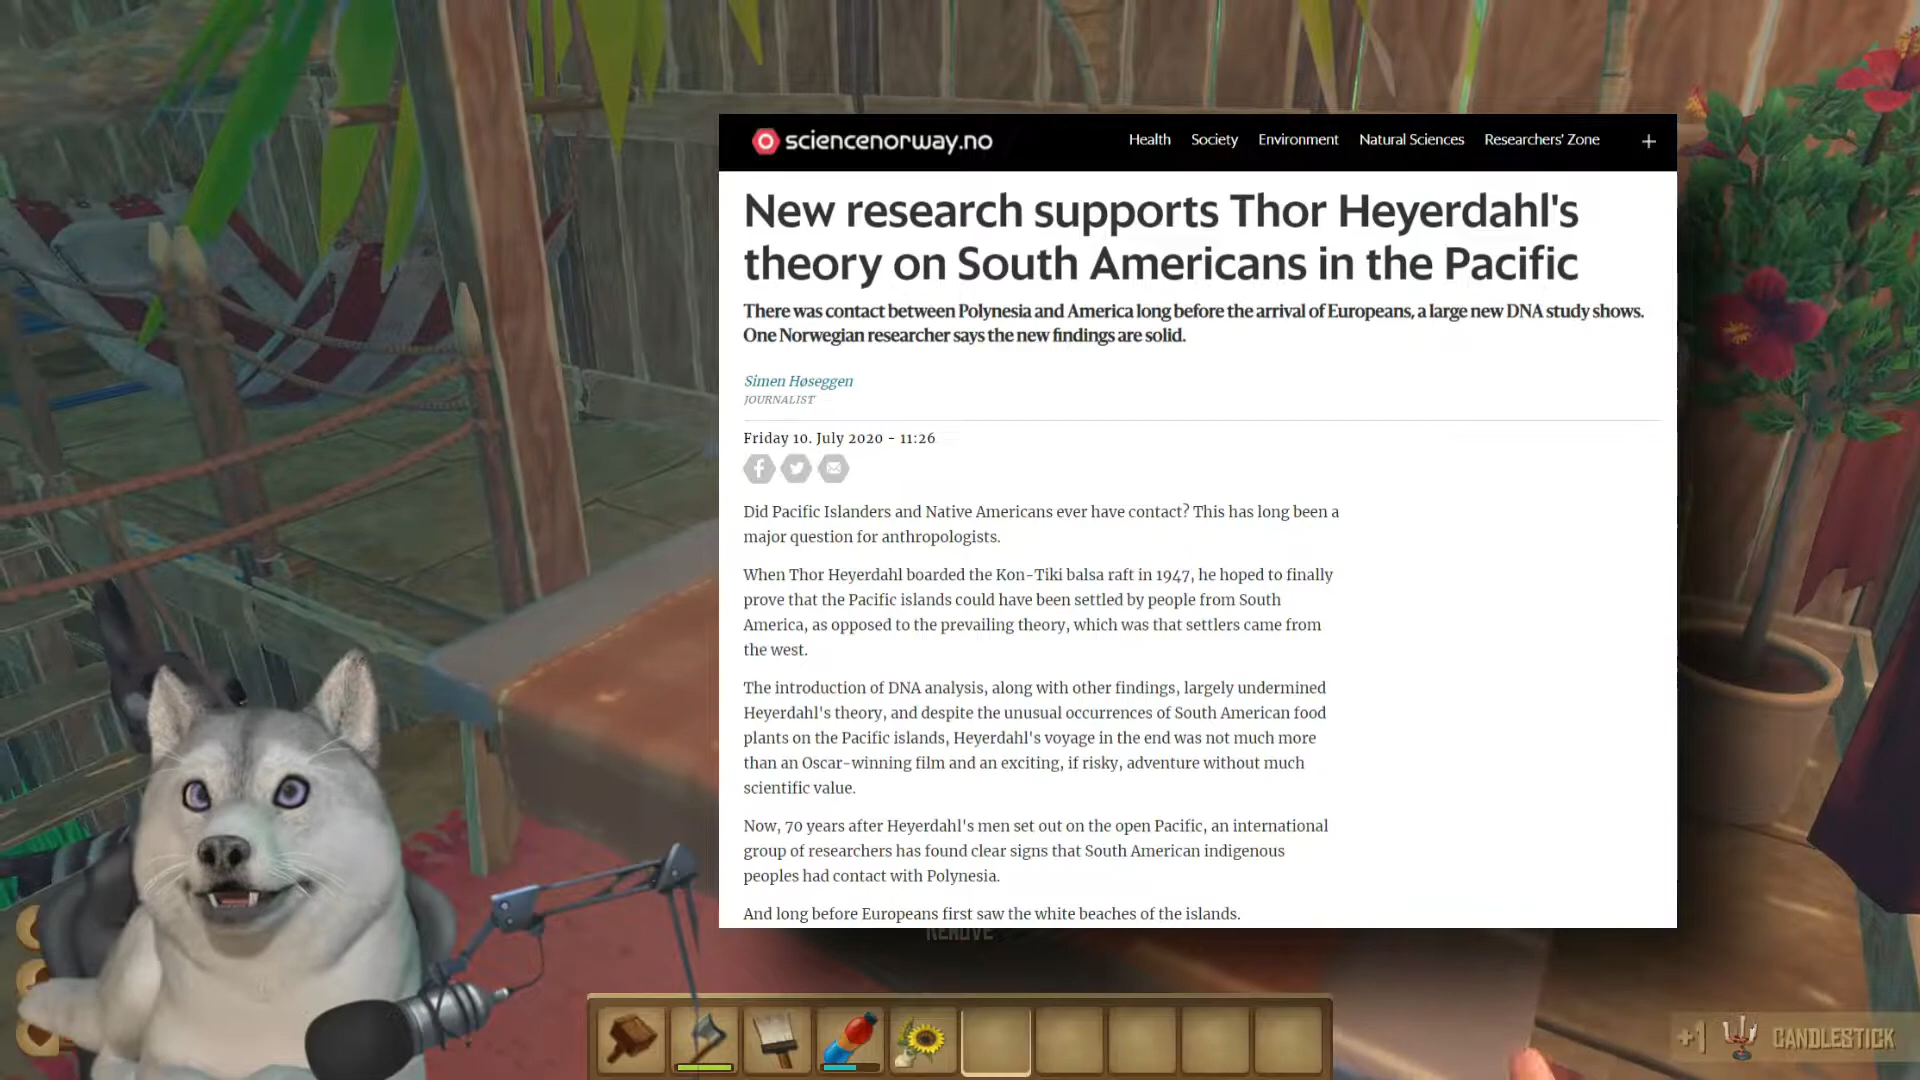 sciencenorway.no
Health Society Environment Natural Sciences Researchers' Zone +
New research supports Thor Heyerdahl's
theory on South Americans in the Pacific
There was contact between Polynesia and America long before the arrival of Europeans, a large new DNA study shows.
One Norwegian researcher says the new findings are solid.
Simen Høseggen
JOURNALIST
Friday 10. July 2020 - 11:26
Did Pacific Islanders and Native Americans ever have contact? This has long been a
major question for anthropologists.
When Thor Heyerdahl boarded the Kon-Tiki balsa raft in 1947, he hoped to finally
prove that the Pacific islands could have been settled by people from South
America, as opposed to the prevailing theory, which was that settlers came from
the west.
The introduction of DNA analysis, along with other findings, largely undermined
Heyerdahl's theory, and despite the unusual occurrences of South American food
plants on the Pacific islands, Heyerdahl's voyage in the end was not much more
than an Oscar-winning film and an exciting, if risky, adventure without much
scientific value.
Now, 70 years after Heyerdahl's men set out on the open Pacific, an international
group of researchers has found clear signs that South American indigenous
peoples had contact with Polynesia.
And long before Europeans first saw the white beaches of the islands.
REMOVE
+1 CANDLESTICK